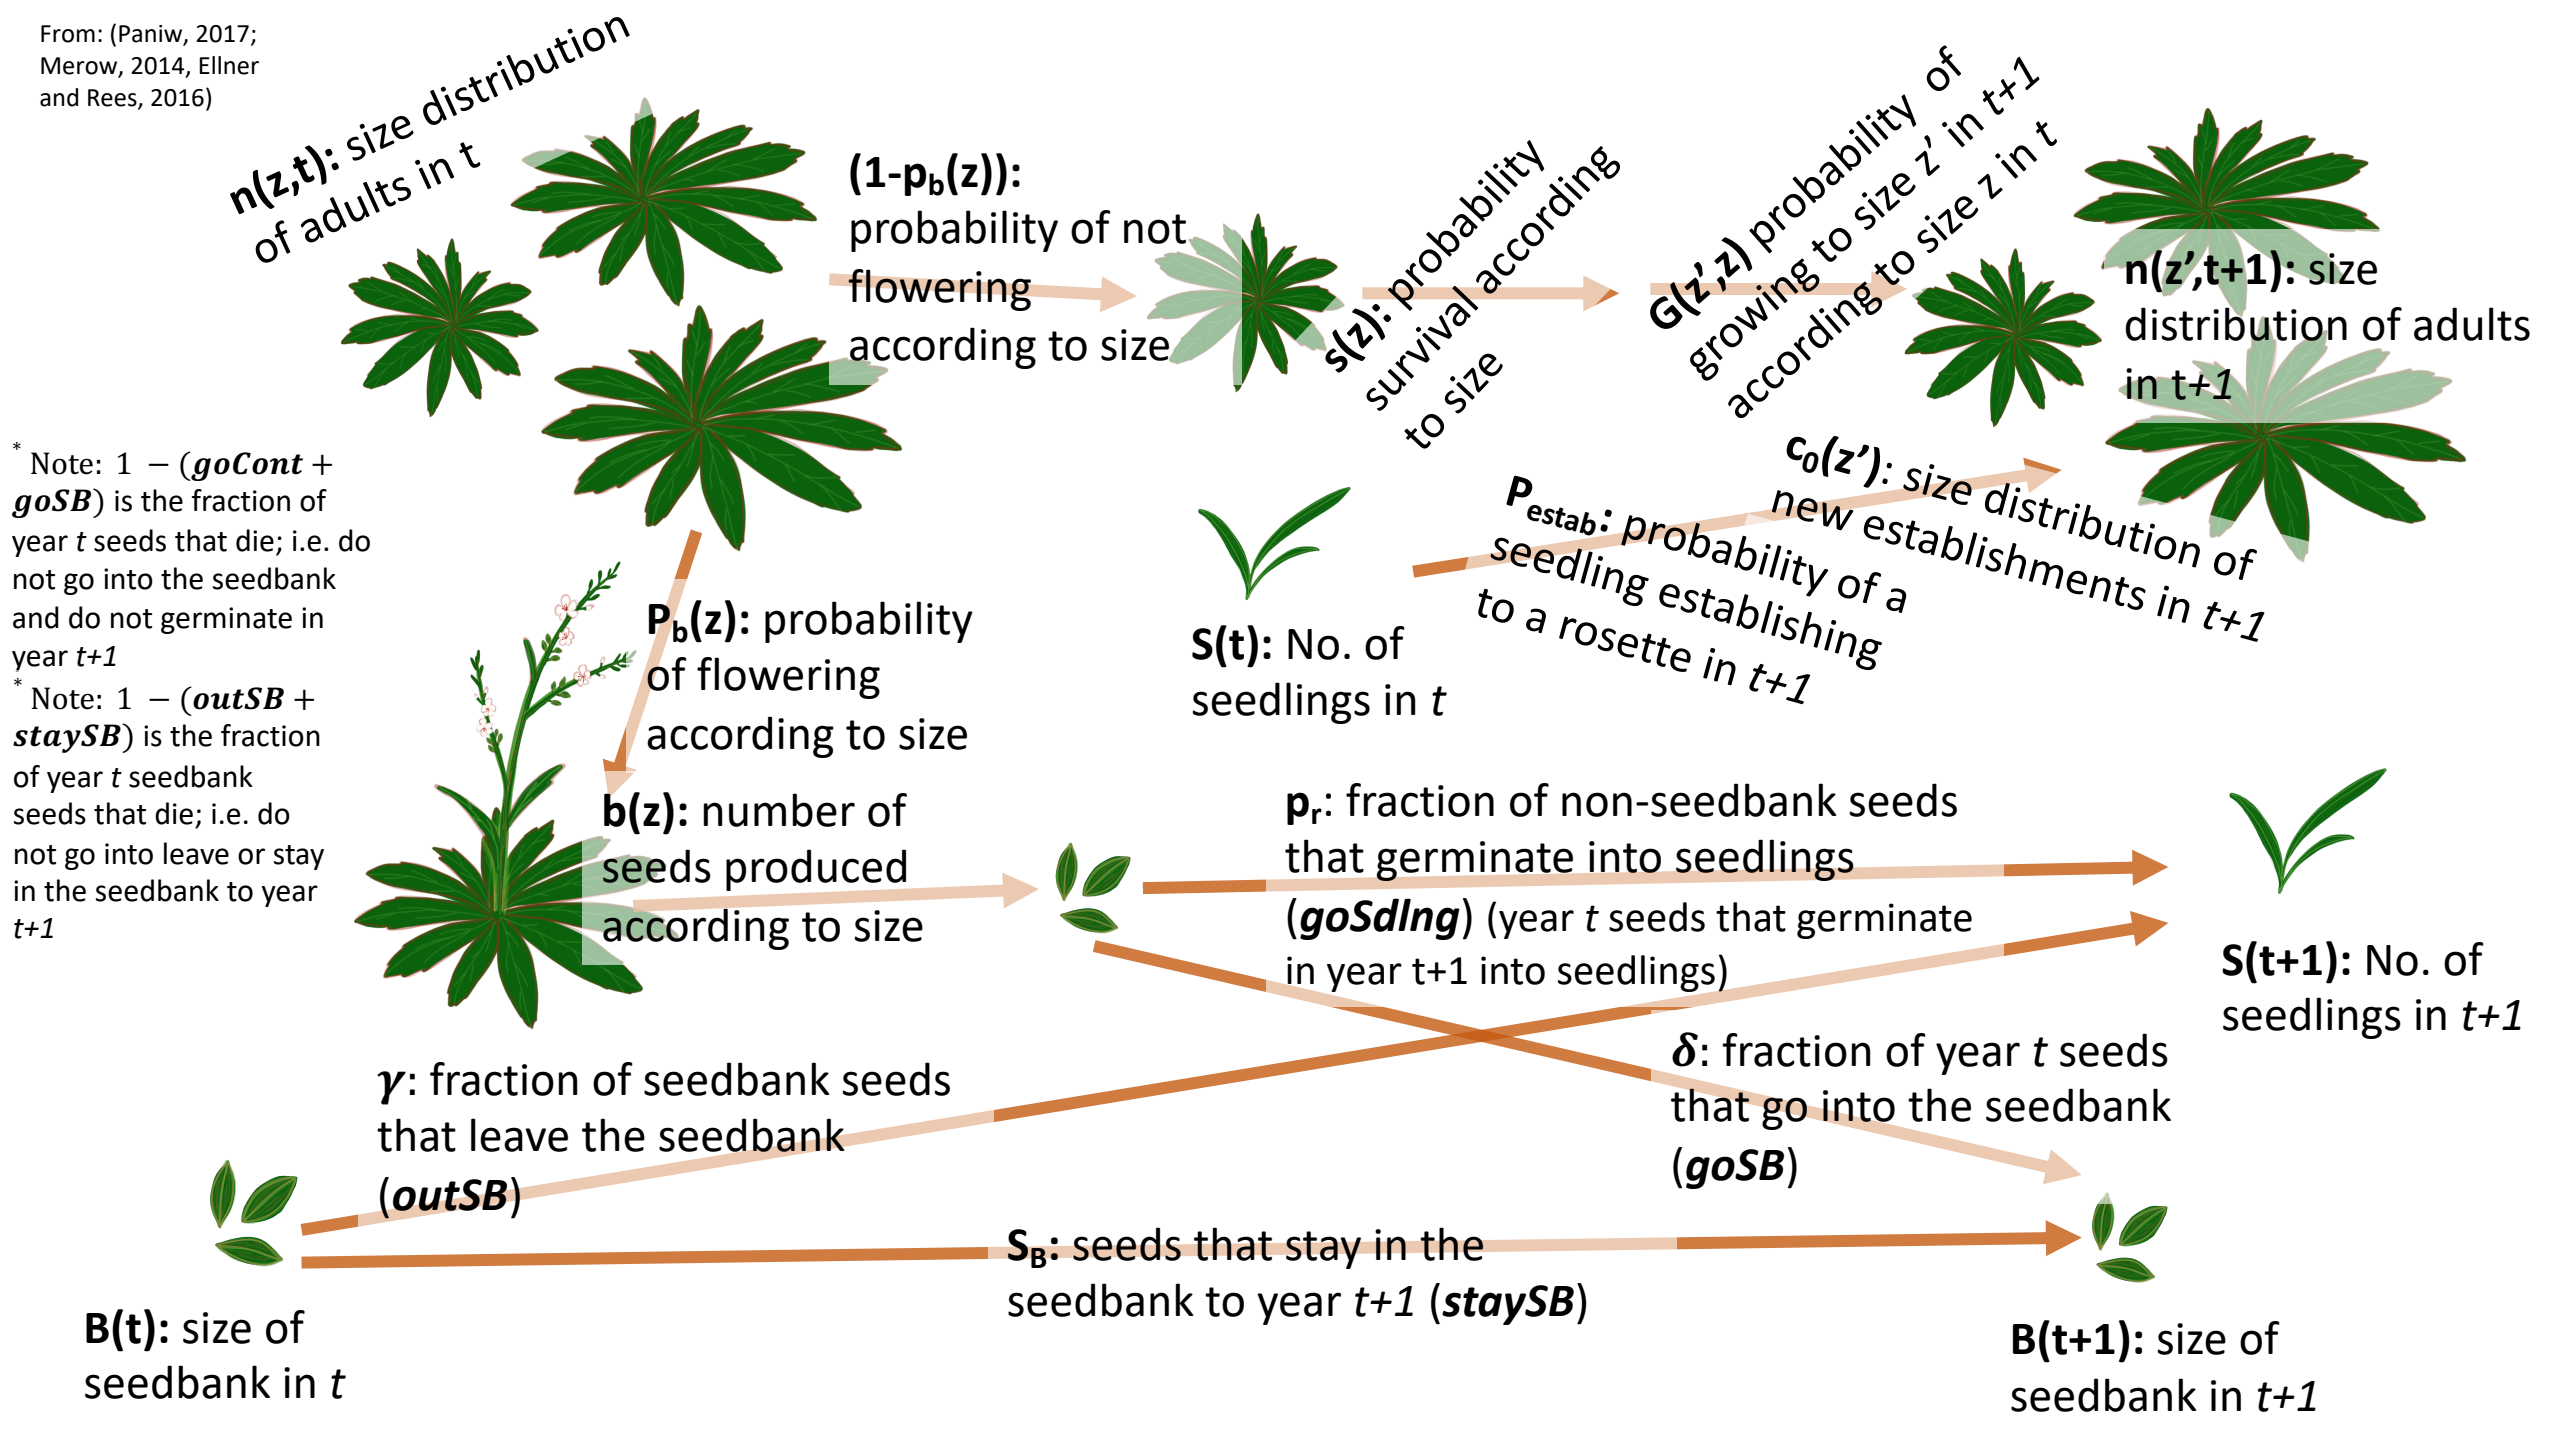 From: (Paniw, 2017;
Merow, 2014, Ellner
and Rees, 2016)
n(z,t): size distribution
of adults in t
(1-pb(z)):
probability of not
flowering
according to size
s(z): probability
survival according
to size
G(z’,z) probability of
growing to size z’ in t+1
according to size z in t
n(z’,t+1): size
distribution of adults
in t+1
* Note: 1 − (goCont +
goSB) is the fraction of
year t seeds that die; i.e. do
not go into the seedbank
and do not germinate in
year t+1
* Note: 1 − (outSB +
staySB) is the fraction
of year t seedbank
seeds that die; i.e. do
not go into leave or stay
in the seedbank to year
t+1
Pb(z): probability
of flowering
according to size
S(t): No. of
seedlings in t
Pestab: probability of a
seedling establishing
to a rosette in t+1
c0(z’): size distribution of
new establishments in t+1
b(z): number of
seeds produced
according to size
pr: fraction of non-seedbank seeds
that germinate into seedlings
(goSdlng) (year t seeds that germinate
in year t+1 into seedlings)
S(t+1): No. of
seedlings in t+1
γ: fraction of seedbank seeds
that leave the seedbank
(outSB)
δ: fraction of year t seeds
that go into the seedbank
(goSB)
SB: seeds that stay in the
seedbank to year t+1 (staySB)
B(t): size of
seedbank in t
B(t+1): size of
seedbank in t+1